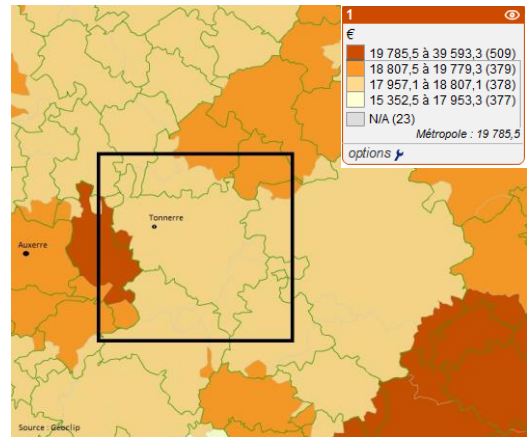 1
€
19 785,5 à 39 593,3 (509)
18 807,5 à 19 779,3 (379)
17 957,1 à 18 807,1 (378)
15 352,5 à 17 953,3 (377)
N/A (23)
Métropole : 19 785,5
options
Tonnerre
Auxerre
Source : Géoclip